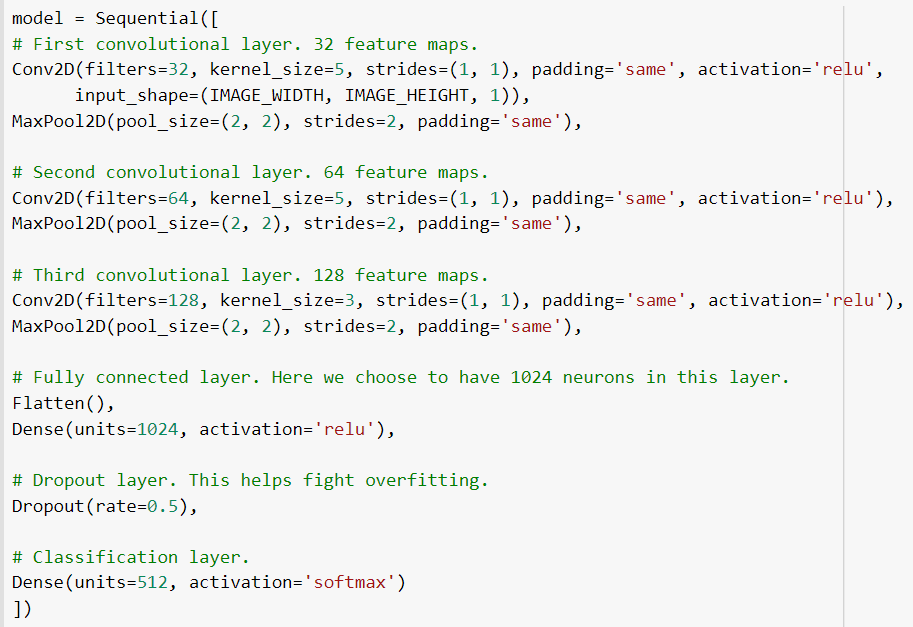 model = Sequential([
# First convolutional layer. 32 feature maps.
Conv2D(filters=32, kernel_size=5, strides=(1, 1), padding='same', activation='relu',
      input_shape=(IMAGE_WIDTH, IMAGE_HEIGHT, 1)),
MaxPool2D(pool_size=(2, 2), strides=2, padding='same'),

# Second convolutional layer. 64 feature maps.
Conv2D(filters=64, kernel_size=5, strides=(1, 1), padding='same', activation='relu'),
MaxPool2D(pool_size=(2, 2), strides=2, padding='same'),

# Third convolutional layer. 128 feature maps.
Conv2D(filters=128, kernel_size=3, strides=(1, 1), padding='same', activation='relu'),
MaxPool2D(pool_size=(2, 2), strides=2, padding='same'),

# Fully connected layer. Here we choose to have 1024 neurons in this layer.
Flatten(),
Dense(units=1024, activation='relu'),

# Dropout layer. This helps fight overfitting.
Dropout(rate=0.5),

# Classification layer.
Dense(units=512, activation='softmax')
])